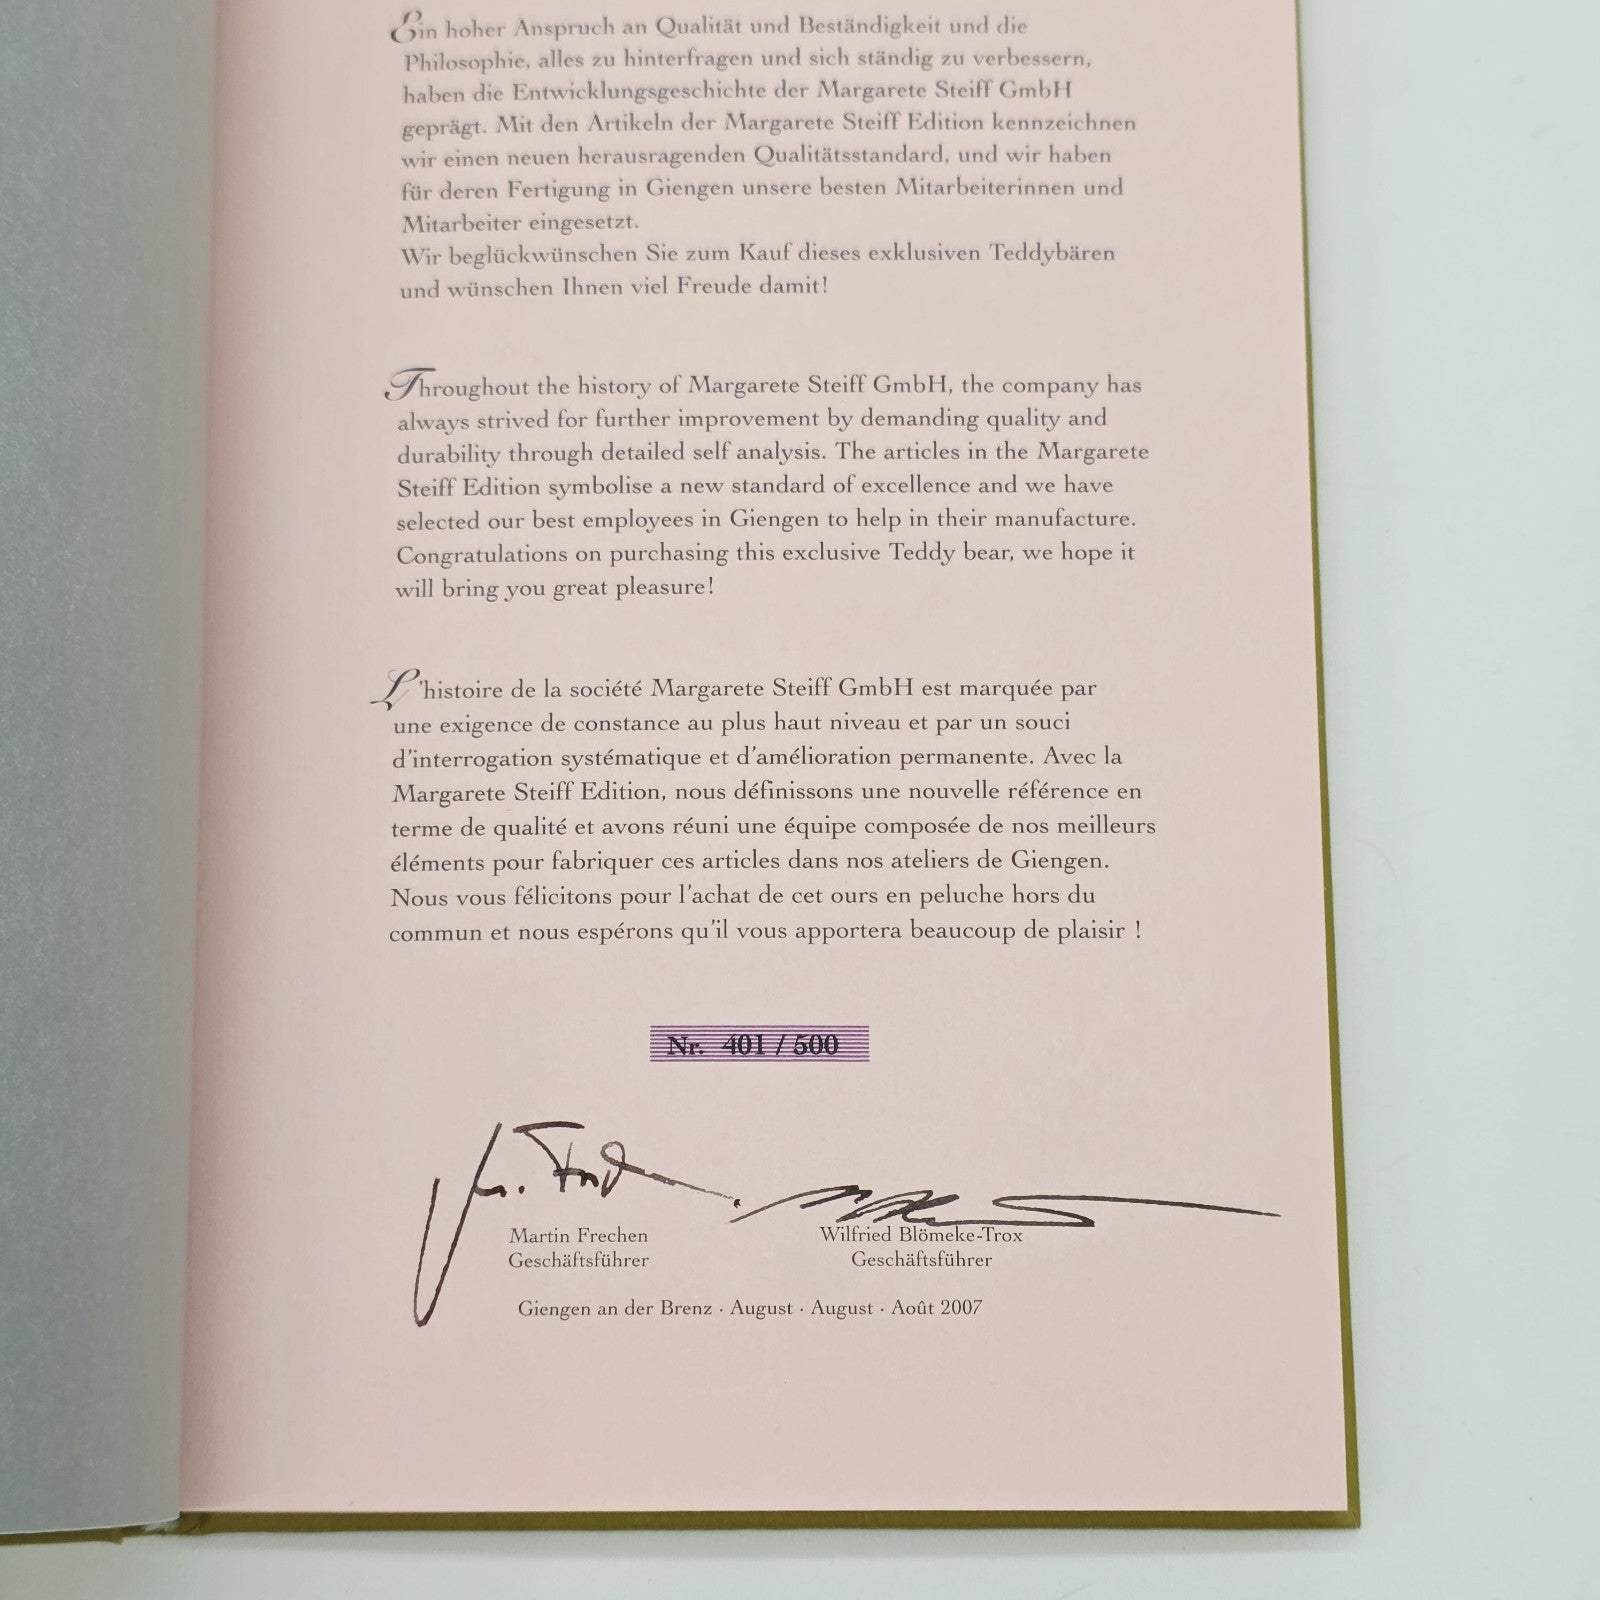 Ein hoher Anspruch an Qualität und Beständigkeit und die
Philosophie, alles zu hinterfragen und sich ständig zu verbessern,
haben die Entwicklungsgeschichte der Margarete Steiff GmbH
geprägt. Mit den Artikeln der Margarete Steiff Edition kennzeichnen
wir einen neuen herausragenden Qualitätsstandard, und wir haben
für deren Fertigung in Giengen unsere besten Mitarbeiterinnen und
Mitarbeiter eingesetzt.
Wir beglückwünschen Sie zum Kauf dieses exklusiven Teddybären
und wünschen Ihnen viel Freude damit!
Throughout the history of Margarete Steiff GmbH, the company has
always strived for further improvement by demanding quality and
durability through detailed self analysis. The articles in the Margarete
Steiff Edition symbolise a new standard of excellence and we have
selected our best employees in Giengen to help in their manufacture.
Congratulations on purchasing this exclusive Teddy bear, we hope it
will bring you great pleasure!
L'histoire de la société Margarete Steiff GmbH est marquée par
une exigence de constance au plus haut niveau et par un souci
d'interrogation systématique et d'amélioration permanente. Avec la
Margarete Steiff Edition, nous définissons une nouvelle référence en
terme de qualité et avons réuni une équipe composée de nos meilleurs
éléments pour fabriquer ces articles dans nos ateliers de Giengen.
Nous vous félicitons pour l'achat de cet ours en peluche hors du
commun et nous espérons qu'il vous apportera beaucoup de plaisir !
Nr. 401 / 500
Martin Frechen Wilfried Blömeke-Trox
Geschäftsführer Geschäftsführer
Giengen an der Brenz · August · August · Août 2007